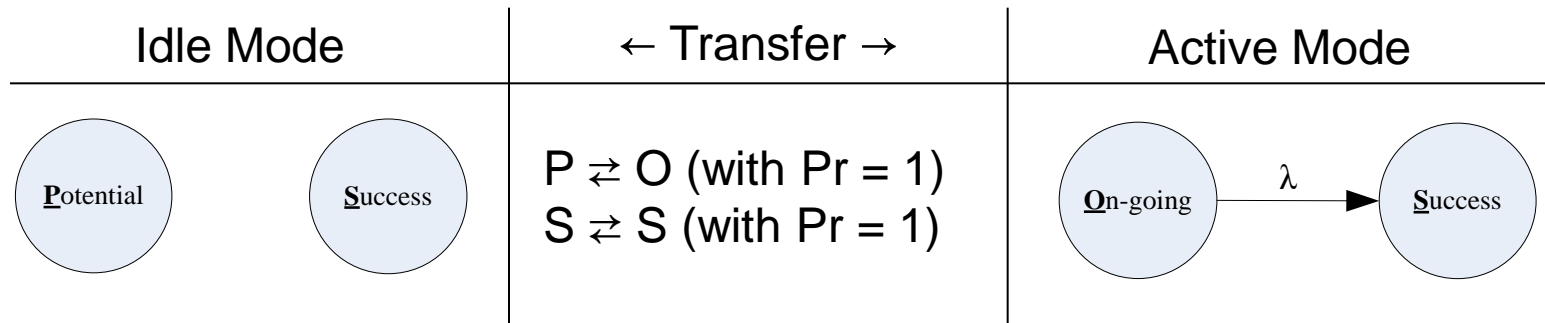 Idle Mode
← Transfer →
Active Mode
Potential
Success
P ⇄ O (with Pr = 1)
S ⇄ S (with Pr = 1)
On-going
λ
Success